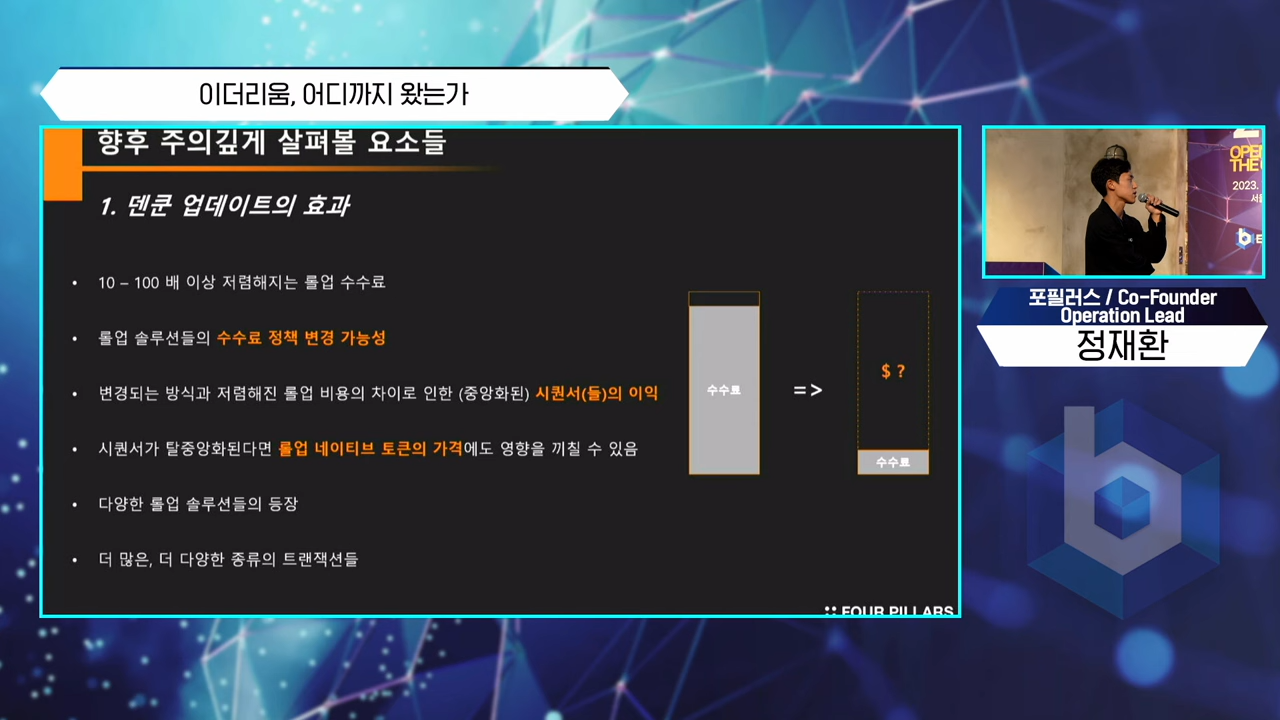 이더리움, 어디까지 왔는가
향후 주의깊게 살펴볼 요소들
1. 덴쿤 업데이트의 효과
• 10 – 100 배 이상 저렴해지는 롤업 수수료
• 롤업 솔루션들의 수수료 정책 변경 가능성
• 변경되는 방식과 저렴해진 롤업 비용의 차이로 인한 (중앙화된) 시퀀서(들)의 이익
• 시퀀서가 탈중앙화된다면 롤업 네이티브 토큰의 가격에도 영향을 끼칠 수 있음
• 다양한 롤업 솔루션들의 등장
• 더 많은, 더 다양한 종류의 트랜잭션들
수수료
=>
$ ?
수수료
FOUR PILLARS
OPE
THE
2023.
서울
포필러스 / Co-Founder
Operation Lead
정재환